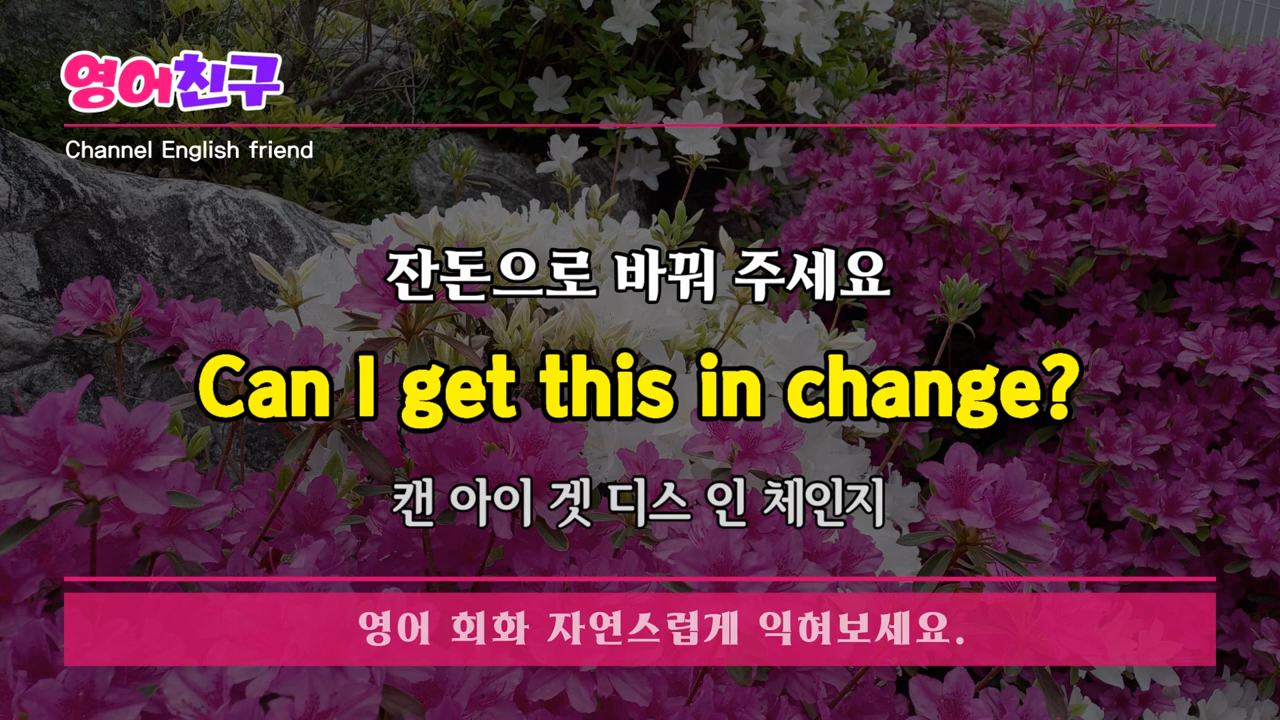 영어친구
Channel English friend
잔돈으로 바꿔 주세요
Can I get this in change?
캔 아이 겟 디스 인 체인지
영어 회화 자연스럽게 익혀보세요.